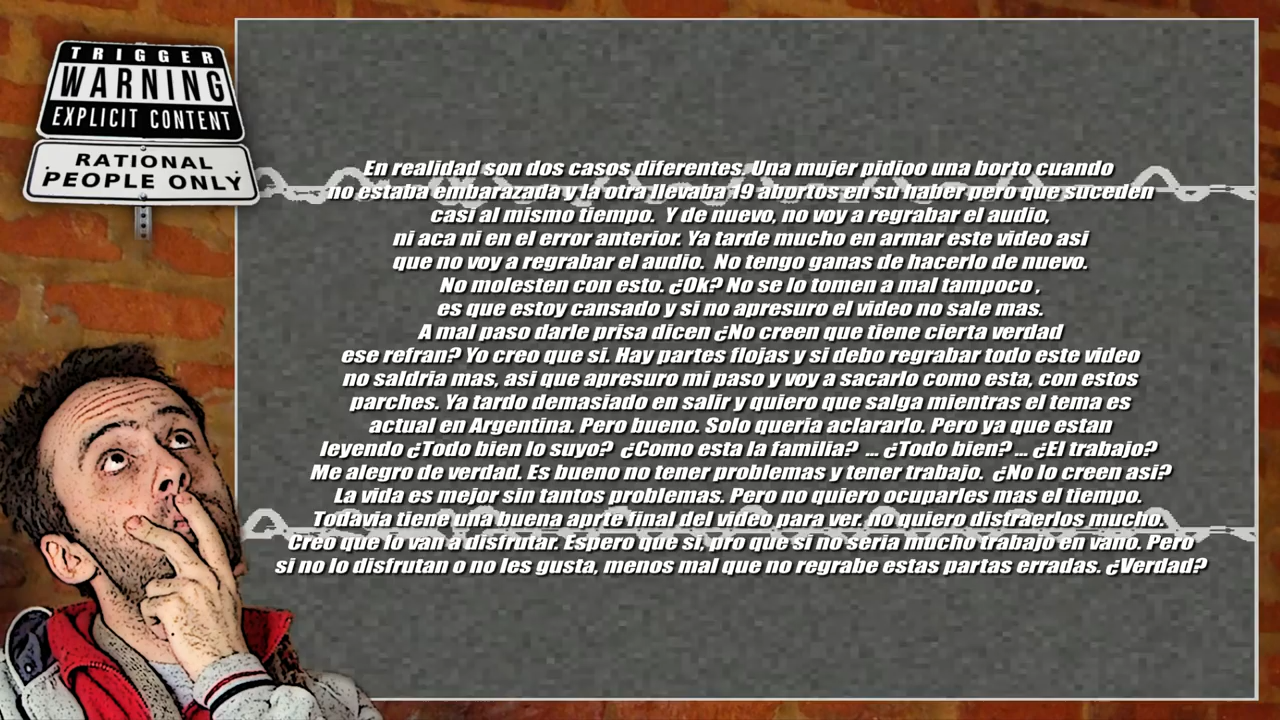 TRIGGER
WARNING
EXPLICIT CONTENT
RATIONAL
PEOPLE ONLY
En realidad son dos casos diferentes. Una mujer pidioo una borto cuando
no estaba embarazada y la otra llevaba 19 abortos en su haber pero que suceden
casi al mismo tiempo. Y de nuevo, no voy a regrabar el audio,
ni aca ni en el error anterior. Ya tarde mucho en armar este video asi
que no voy a regrabar el audio. No tengo ganas de hacerlo de nuevo.
No molesten con esto. ¿Ok? No se lo tomen a mal tampoco ,
es que estoy cansado y si no apresuro el video no sale mas.
A mal paso darle prisa dicen ¿No creen que tiene cierta verdad
ese refran? Yo creo que si. Hay partes flojas y si debo regrabar todo este video
no saldria mas, asi que apresuro mi paso y voy a sacarlo como esta, con estos
parches. Ya tardo demasiado en salir y quiero que salga mientras el tema es
actual en Argentina. Pero bueno. Solo queria aclararlo. Pero ya que estan
leyendo ¿Todo bien lo suyo? ¿Como esta la familia? ... ¿Todo bien? ... ¿El trabajo?
Me alegro de verdad. Es bueno no tener problemas y tener trabajo. ¿No lo creen asi?
La vida es mejor sin tantos problemas. Pero no quiero ocuparles mas el tiempo.
Todavia tiene una buena aprte final del video para ver. no quiero distraerlos mucho.
Creo que lo van a disfrutar. Espero que si, pro que si no seria mucho trabajo en vano. Pero
si no lo disfrutan o no les gusta, menos mal que no regrabe estas partas erradas. ¿Verdad?